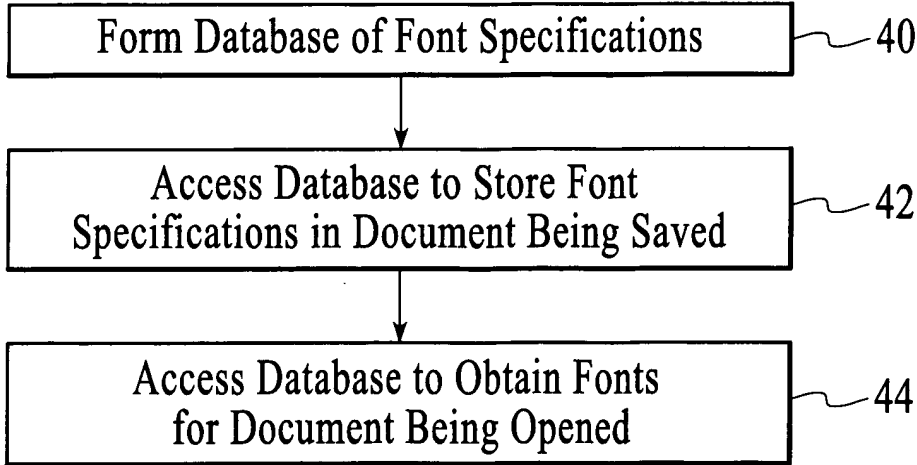 Form Database of Font Specifications
40
Access Database to Store Font
Specifications in Document Being Saved
42
Access Database to Obtain Fonts
for Document Being Opened
44